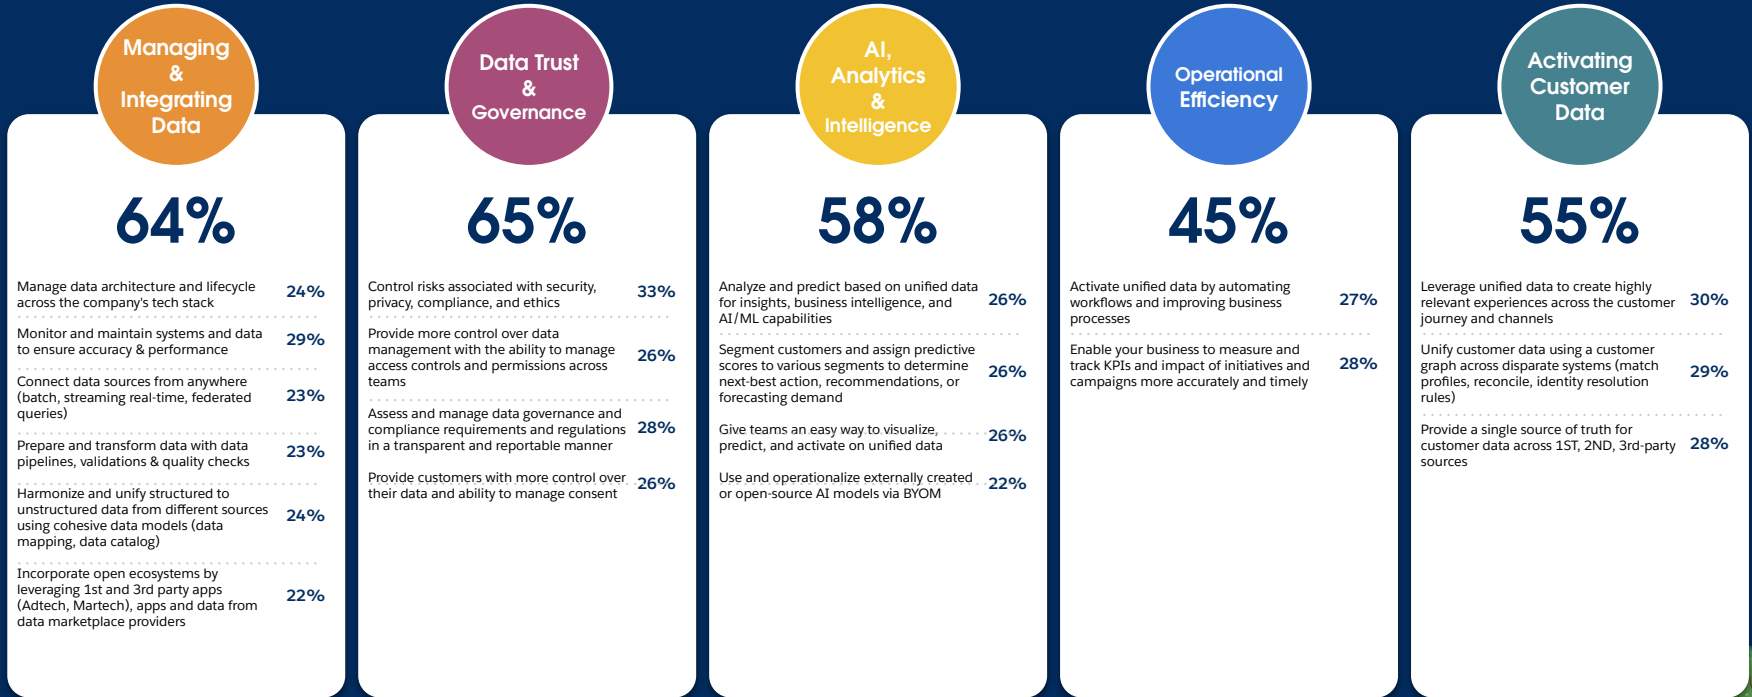 Managing
&
Integrating
Data
64%
Manage data architecture and lifecycle
across the company's tech stack
24%
Monitor and maintain systems and data
to ensure accuracy & performance
29%
Connect data sources from anywhere
(batch, streaming real-time, federated
queries)
23%
Prepare and transform data with data
pipelines, validations & quality checks
23%
Harmonize and unify structured to
unstructured data from different sources
using cohesive data models (data
mapping, data catalog)
24%
Incorporate open ecosystems by
leveraging 1st and 3rd party apps
(Adtech, Martech), apps and data from
data marketplace providers
22%
Data Trust
&
Governance
65%
Control risks associated with security,
privacy, compliance, and ethics
33%
Provide more control over data
management with the ability to manage
access controls and permissions across
teams
26%
Assess and manage data governance and
compliance requirements and regulations
in a transparent and reportable manner
28%
Provide customers with more control over
their data and ability to manage consent
26%
AI,
Analytics
&
Intelligence
58%
Analyze and predict based on unified data
for insights, business intelligence, and
AI/ML capabilities
26%
Segment customers and assign predictive
scores to various segments to determine
next-best action, recommendations, or
forecasting demand
26%
Give teams an easy way to visualize,
predict, and activate on unified data
26%
Use and operationalize externally created
or open-source AI models via BYOM
22%
Operational
Efficiency
45%
Activate unified data by automating
workflows and improving business
processes
27%
Enable your business to measure and
track KPIs and impact of initiatives and
campaigns more accurately and timely
28%
Activating
Customer
Data
55%
Leverage unified data to create highly
relevant experiences across the customer
journey and channels
30%
Unify customer data using a customer
graph across disparate systems (match
profiles, reconcile, identity resolution
rules)
29%
Provide a single source of truth for
customer data across 1ST, 2ND, 3rd-party
sources
28%